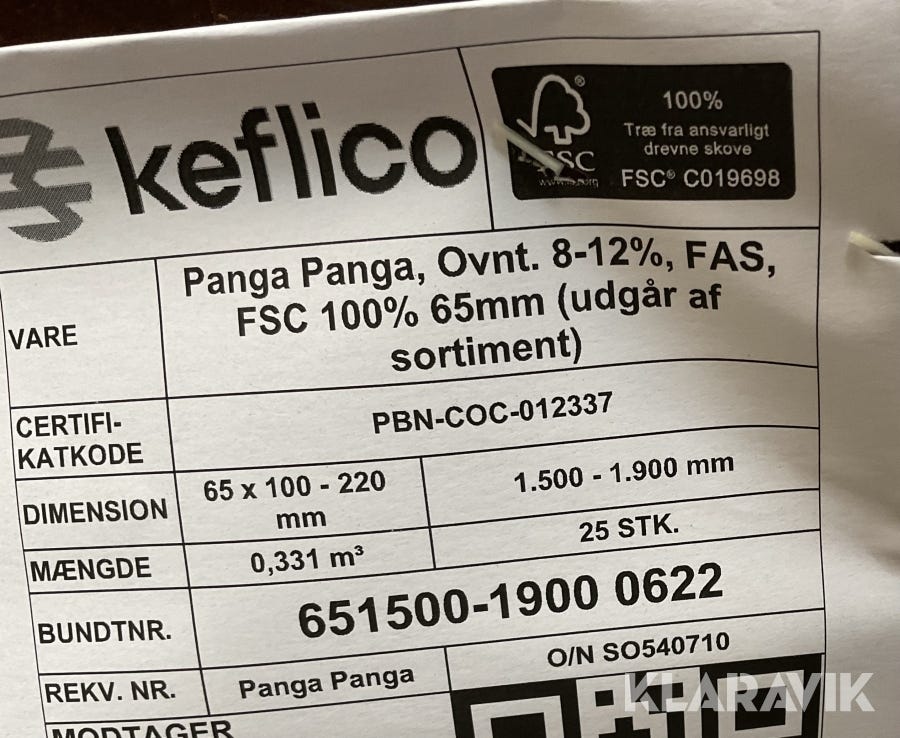 keflico
®
100%
Træ fra ansvarligt
drevne skove
FSC® C019698
VARE
Panga Panga, Ovnt. 8-12%, FAS,
FSC 100% 65mm (udgår af
sortiment)
CERTIFI-
KATKODE
PBN-COC-012337
DIMENSION
65 x 100 - 220
mm
1.500 - 1.900 mm
MÆNGDE
0,331 m³
25 STK.
BUNDTNR.
651500-1900 0622
REKV. NR.
Panga Panga
O/N SO540710
MODTAGER
KLARAVIK